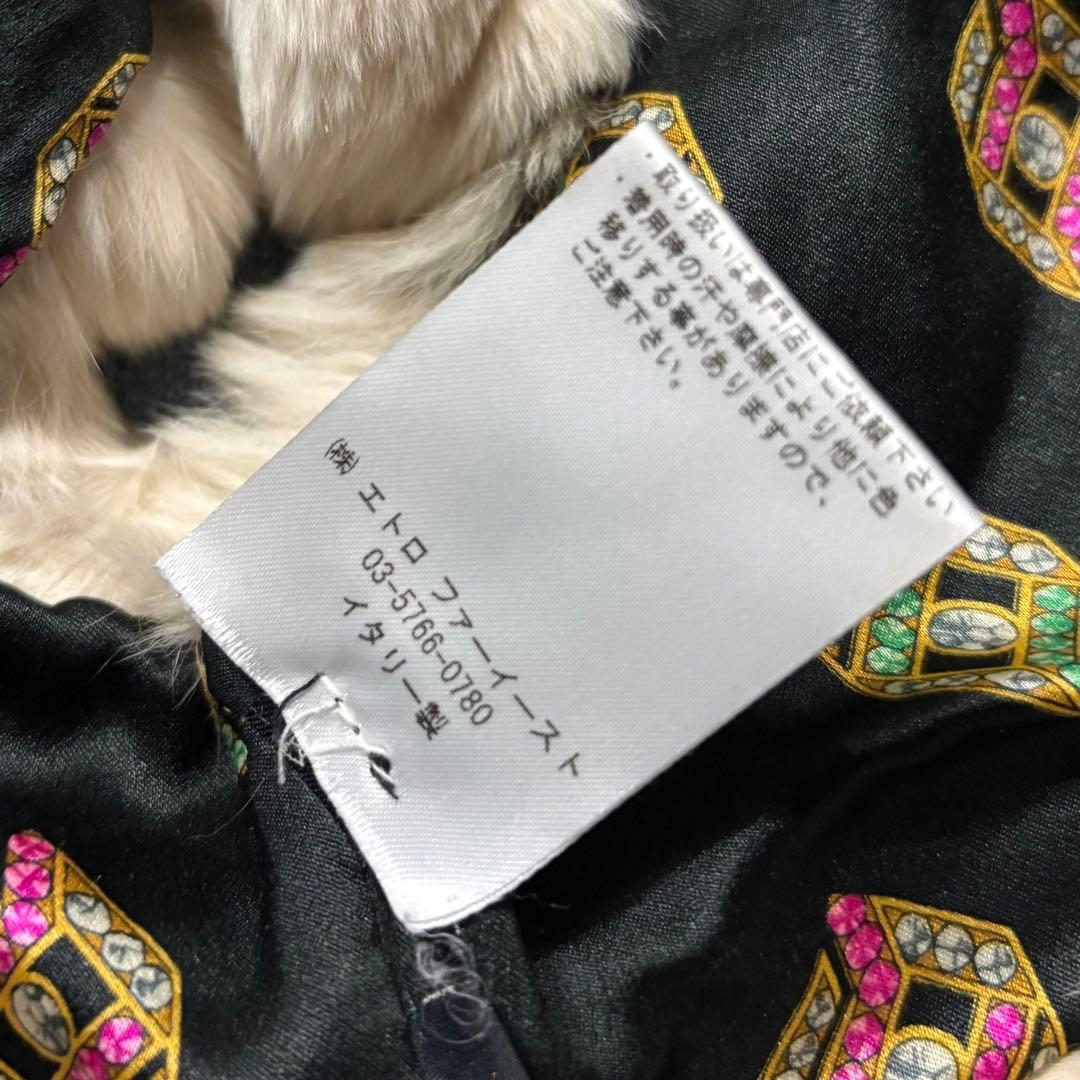 ・取り扱いは専門店にご依頼下さい
・着用時の汗や摩擦により他に色
移りする事がありますので、
ご注意下さい。
㈱ エトロ ファーイースト
03-5766-0780
イタリー製